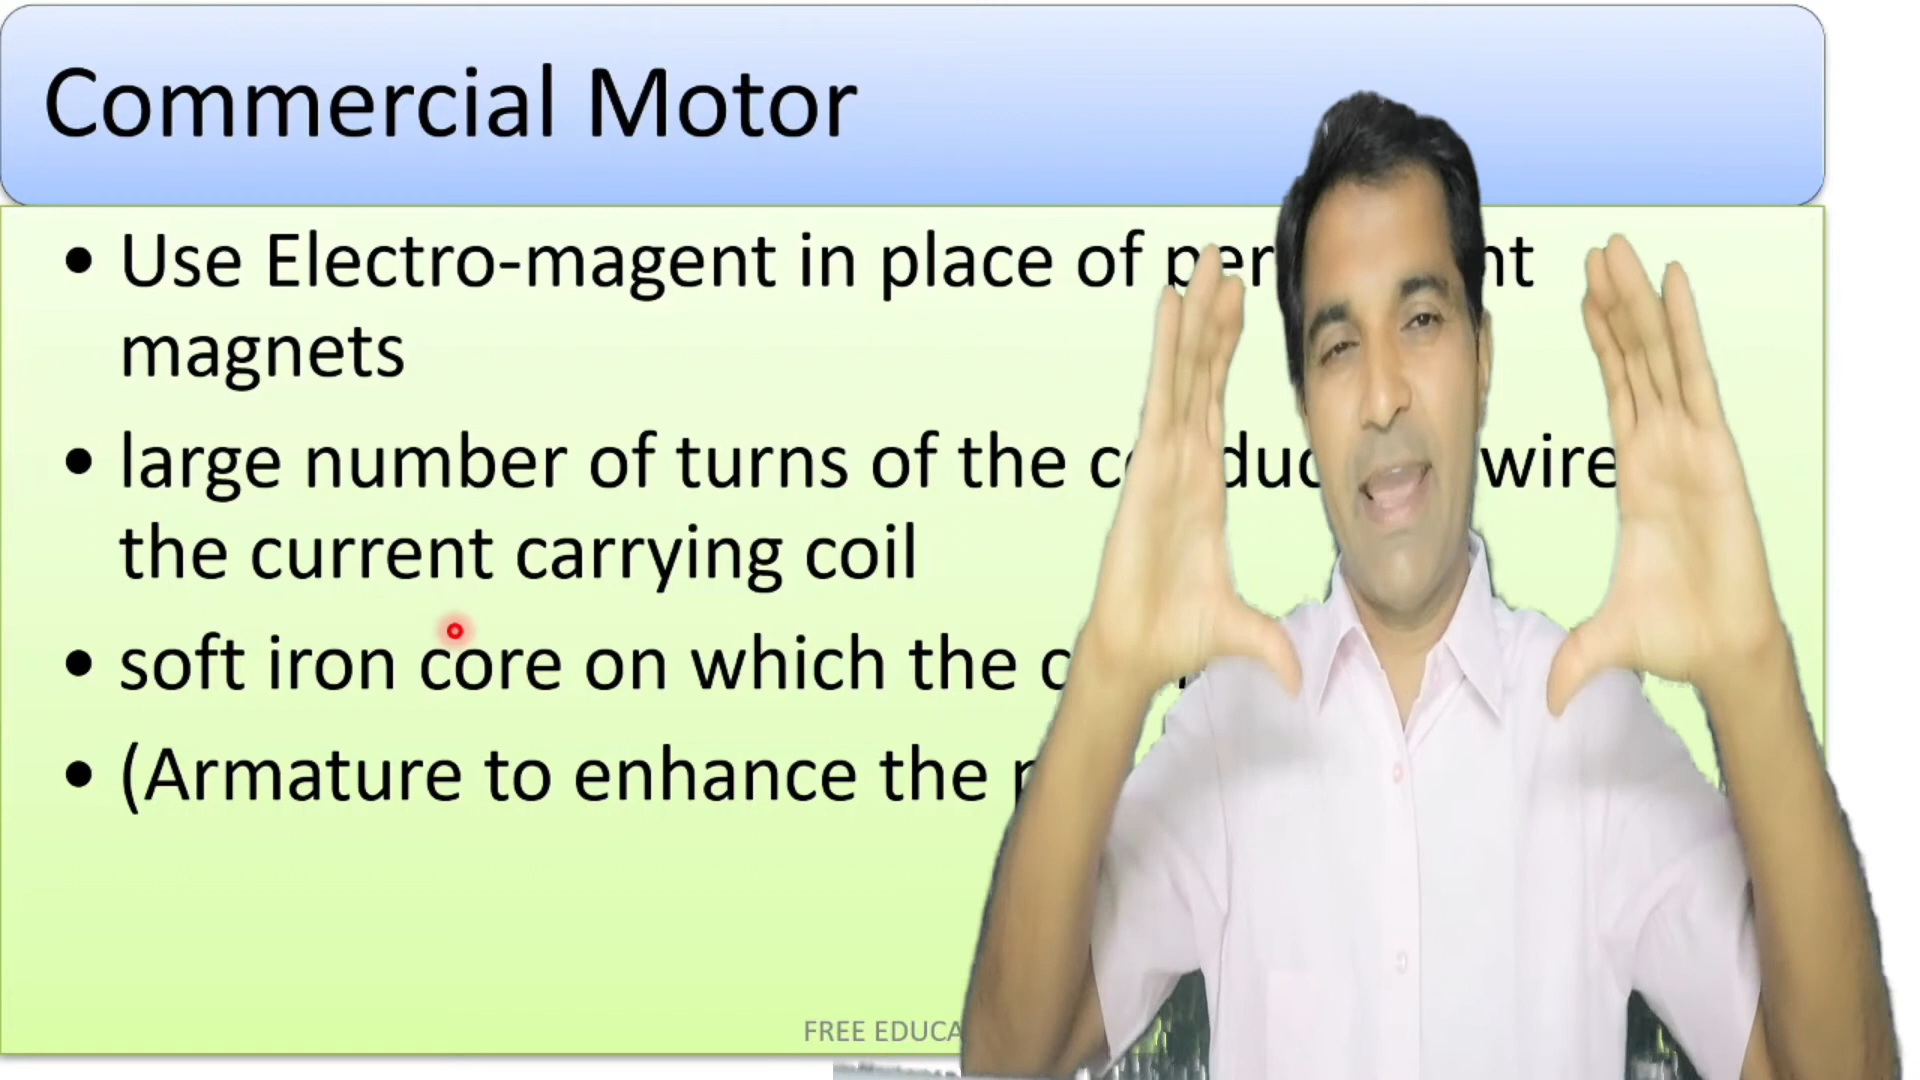 Commercial Motor
• Use Electro-magent in place of
magnets
• large number of turns of the wire
the current carrying coil
• soft iron core on which the
• (Armature to enhance the
FREE